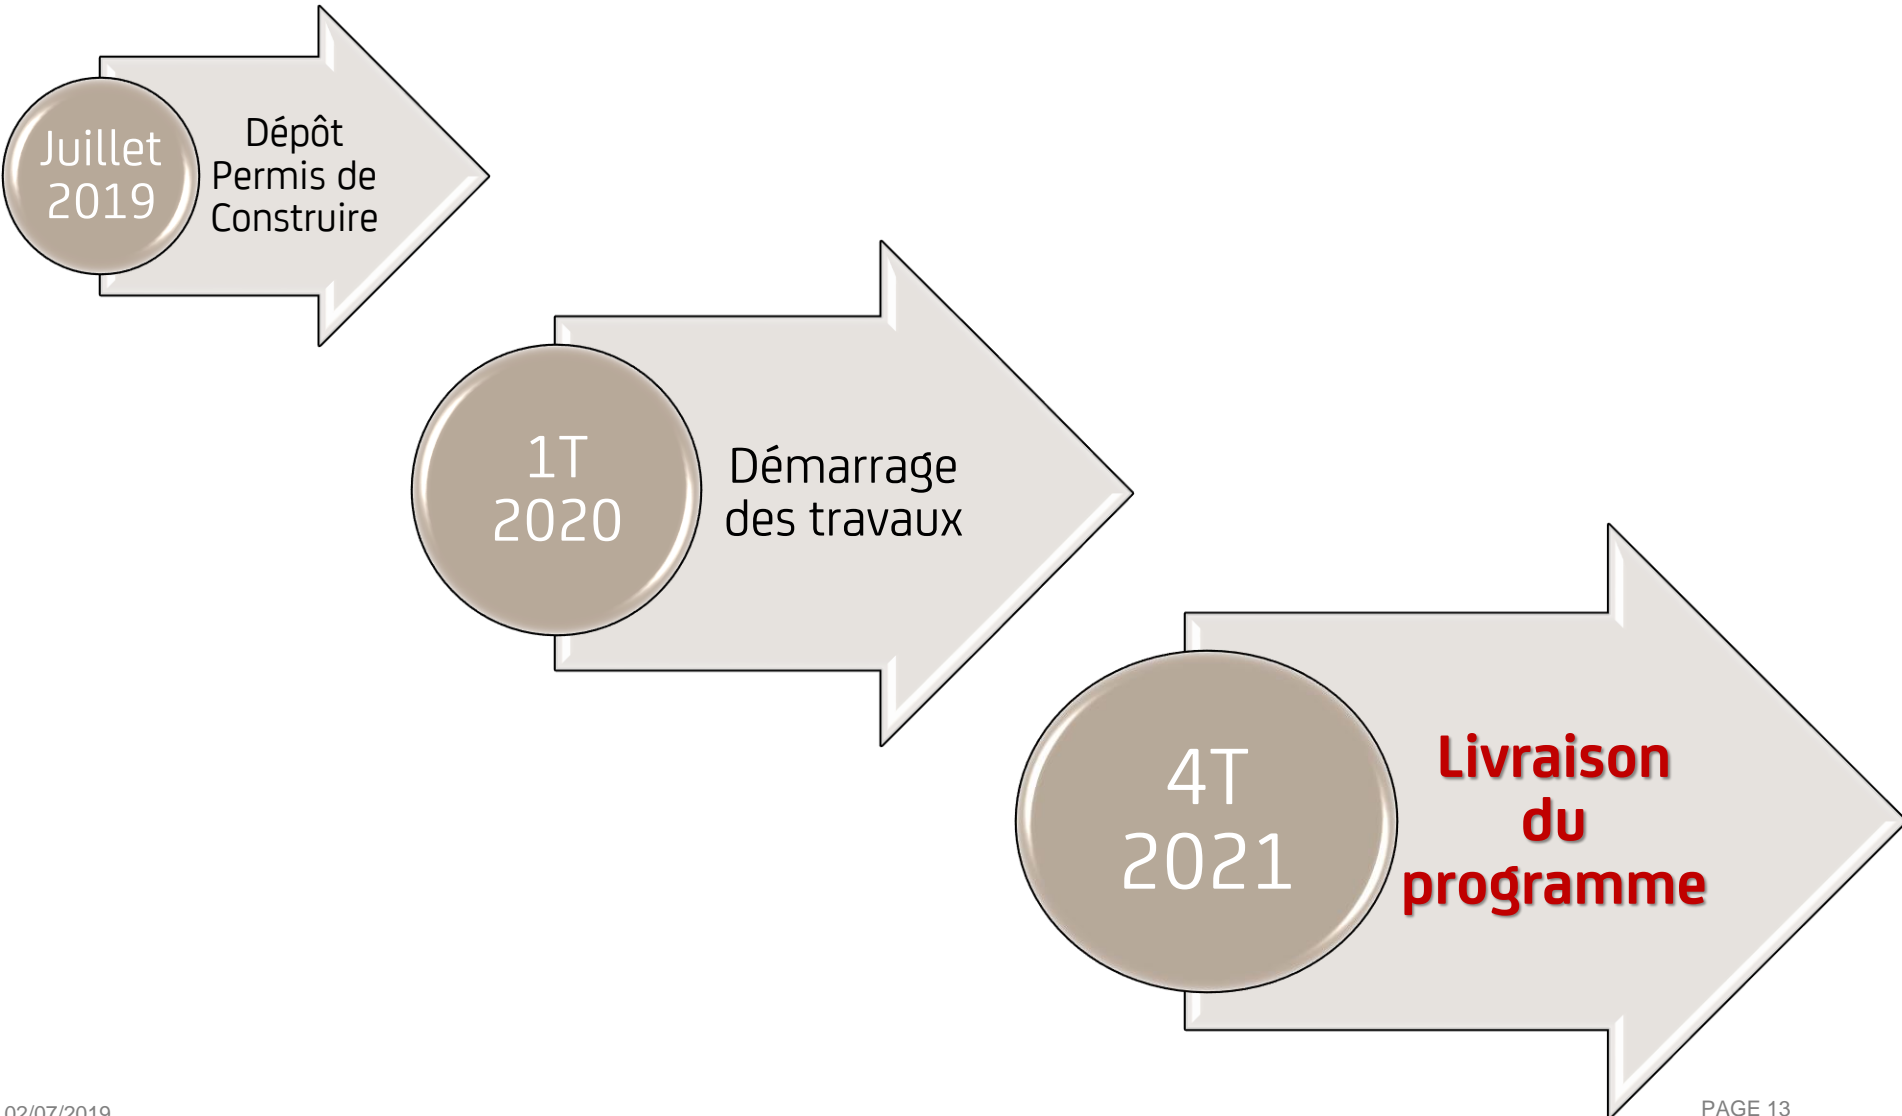 Juillet
2019
Dépôt
Permis de
Construire
1T
2020
Démarrage
des travaux
4T
2021
Livraison
du
programme
02/07/2019
PAGE 13